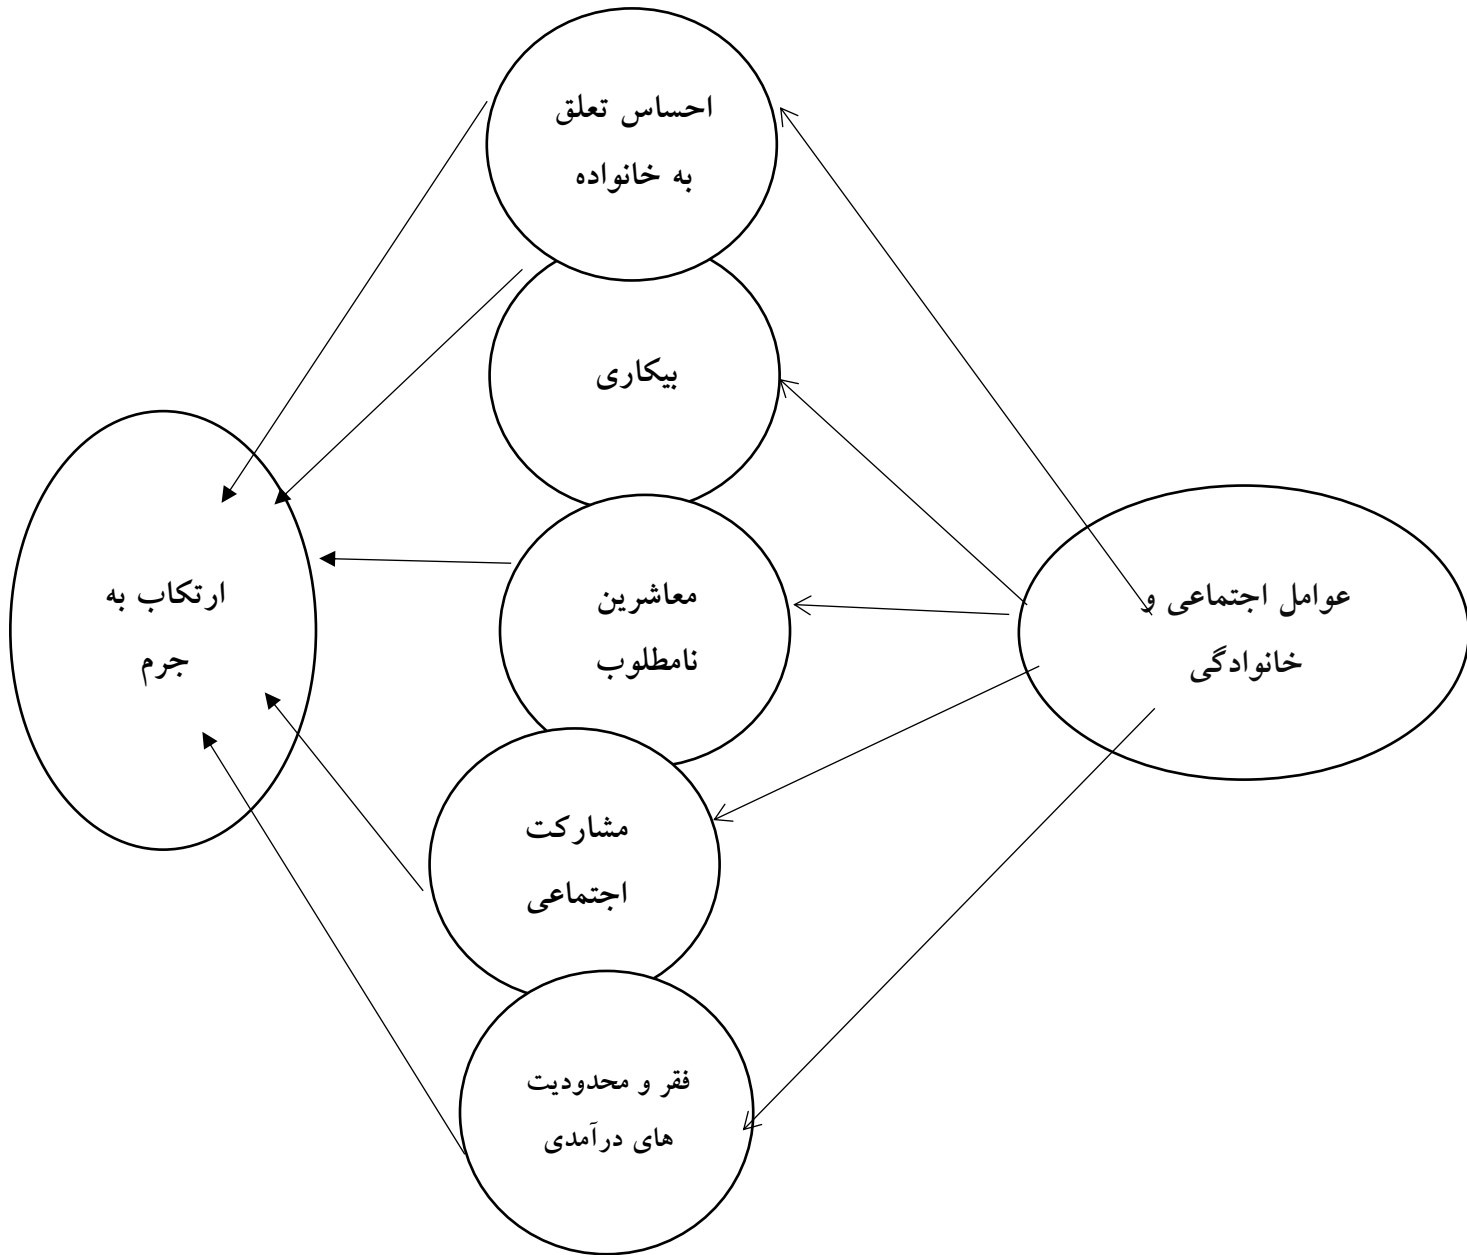 احساس تعلق
به خانواده
بیکاری
معاشرین
نامطلوب
مشارکت
اجتماعی
فقر و محدودیت
های درآمدی
عوامل اجتماعی و
خانوادگی
ارتکاب به
جرم